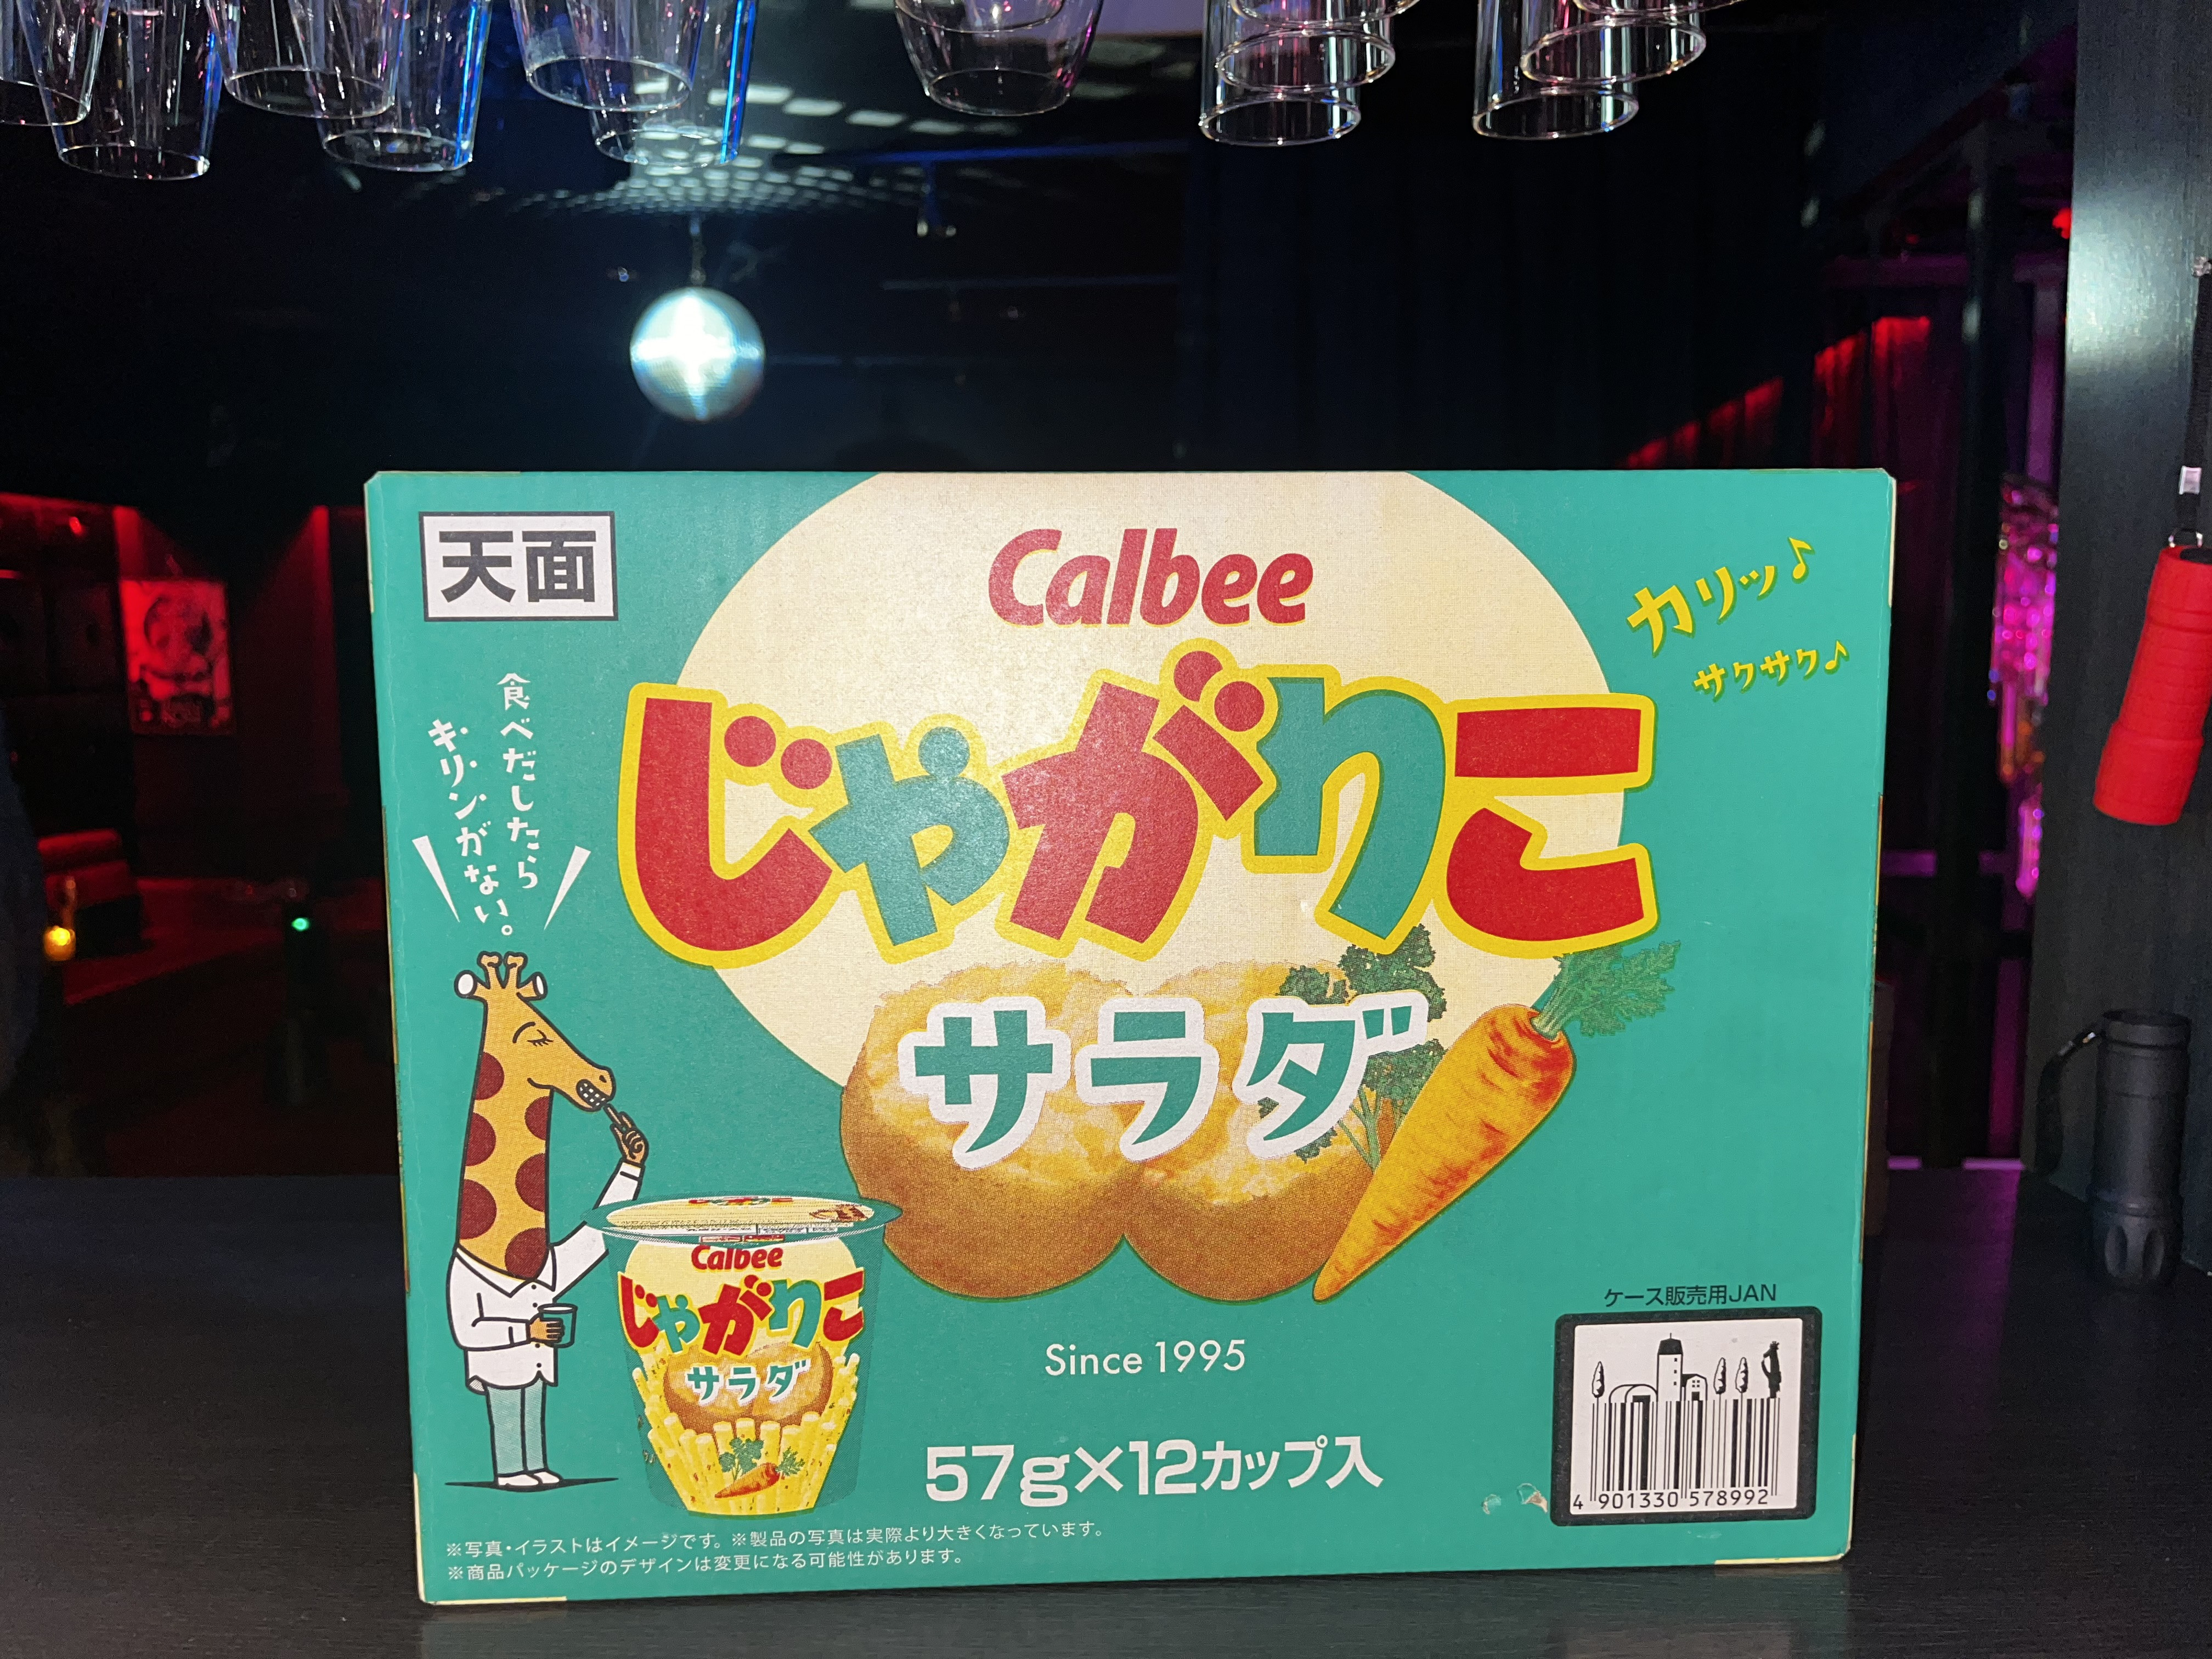 天面
Calbee
じゃがりこ
サラダ
カリッ♪
サクサク♪
食べだしたら
キリンがない。
Calbee
じゃがりこ
サラダ
Since 1995
57g×12カップ入
ケース販売用JAN
4 901330 578992
※写真・イラストはイメージです。※製品の写真は実際より大きくなっています。
※商品パッケージのデザインは変更になる可能性があります。